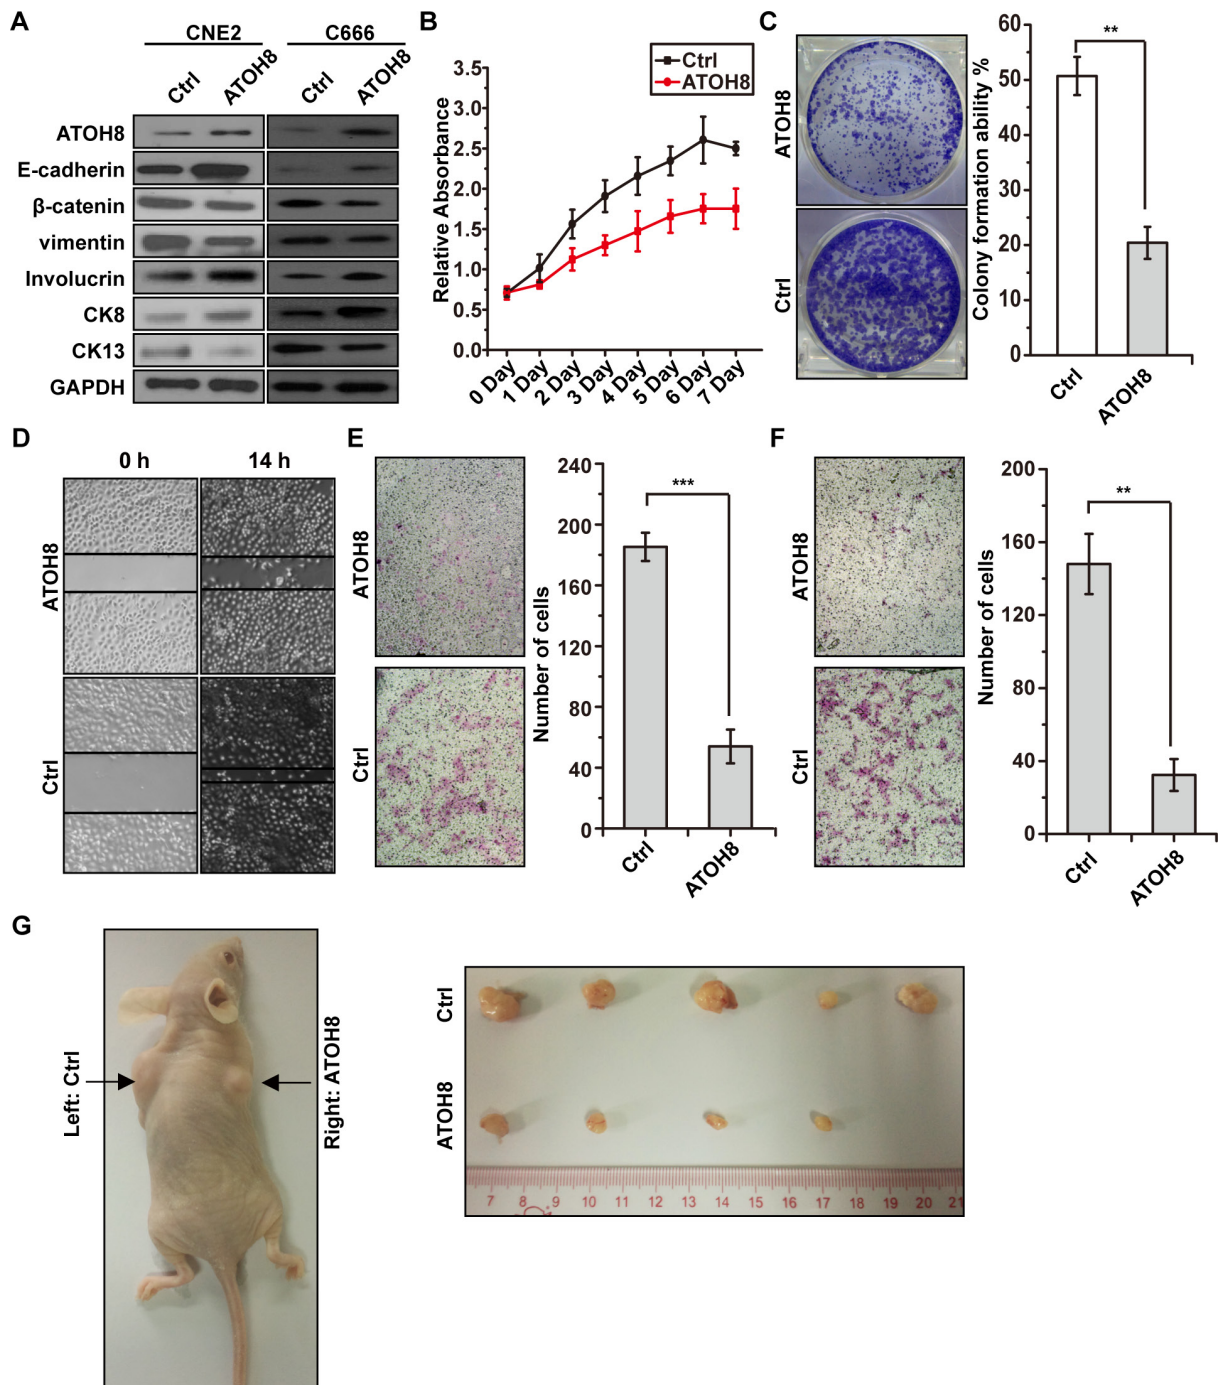 A
CNE2
C666
Ctrl
ATOH8
Ctrl
ATOH8
ATOH8
E-cadherin
β-catenin
vimentin
Involucrin
CK8
CK13
GAPDH
B
Ctrl
ATOH8
Relative Absorbance
3.5
3.0
2.5
2.0
1.5
1.0
0.5
0.0
0 Day
1 Day
2 Day
3 Day
4 Day
5 Day
6 Day
7 Day
C
ATOH8
Ctrl
Colony formation ability %
60
50
40
30
20
10
0
**
Ctrl
ATOH8
D
0 h
14 h
ATOH8
Ctrl
E
ATOH8
Ctrl
Number of cells
240
200
160
120
80
40
0
***
Ctrl
ATOH8
F
ATOH8
Ctrl
Number of cells
200
160
120
80
40
0
**
Ctrl
ATOH8
G
Left: Ctrl
Right: ATOH8
Ctrl
ATOH8
7 8 9 10 11 12 13 14 15 16 17 18 19 20 21